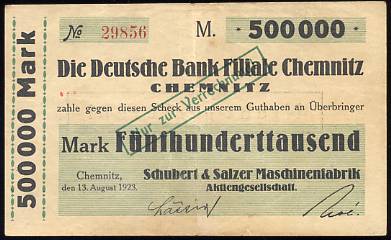 No 29856 M. 500000
500000 Mark
Die Deutsche Bank Filiale Chemnitz
CHEMNITZ
zahle gegen diesen Scheck aus unserem Guthaben an Überbringer
Nur zur Verrechnung
Mark Fünfhunderttausend
Chemnitz,
den 13. August 1923.
Schubert & Salzer Maschinenfabrik
Aktiengesellschaft.